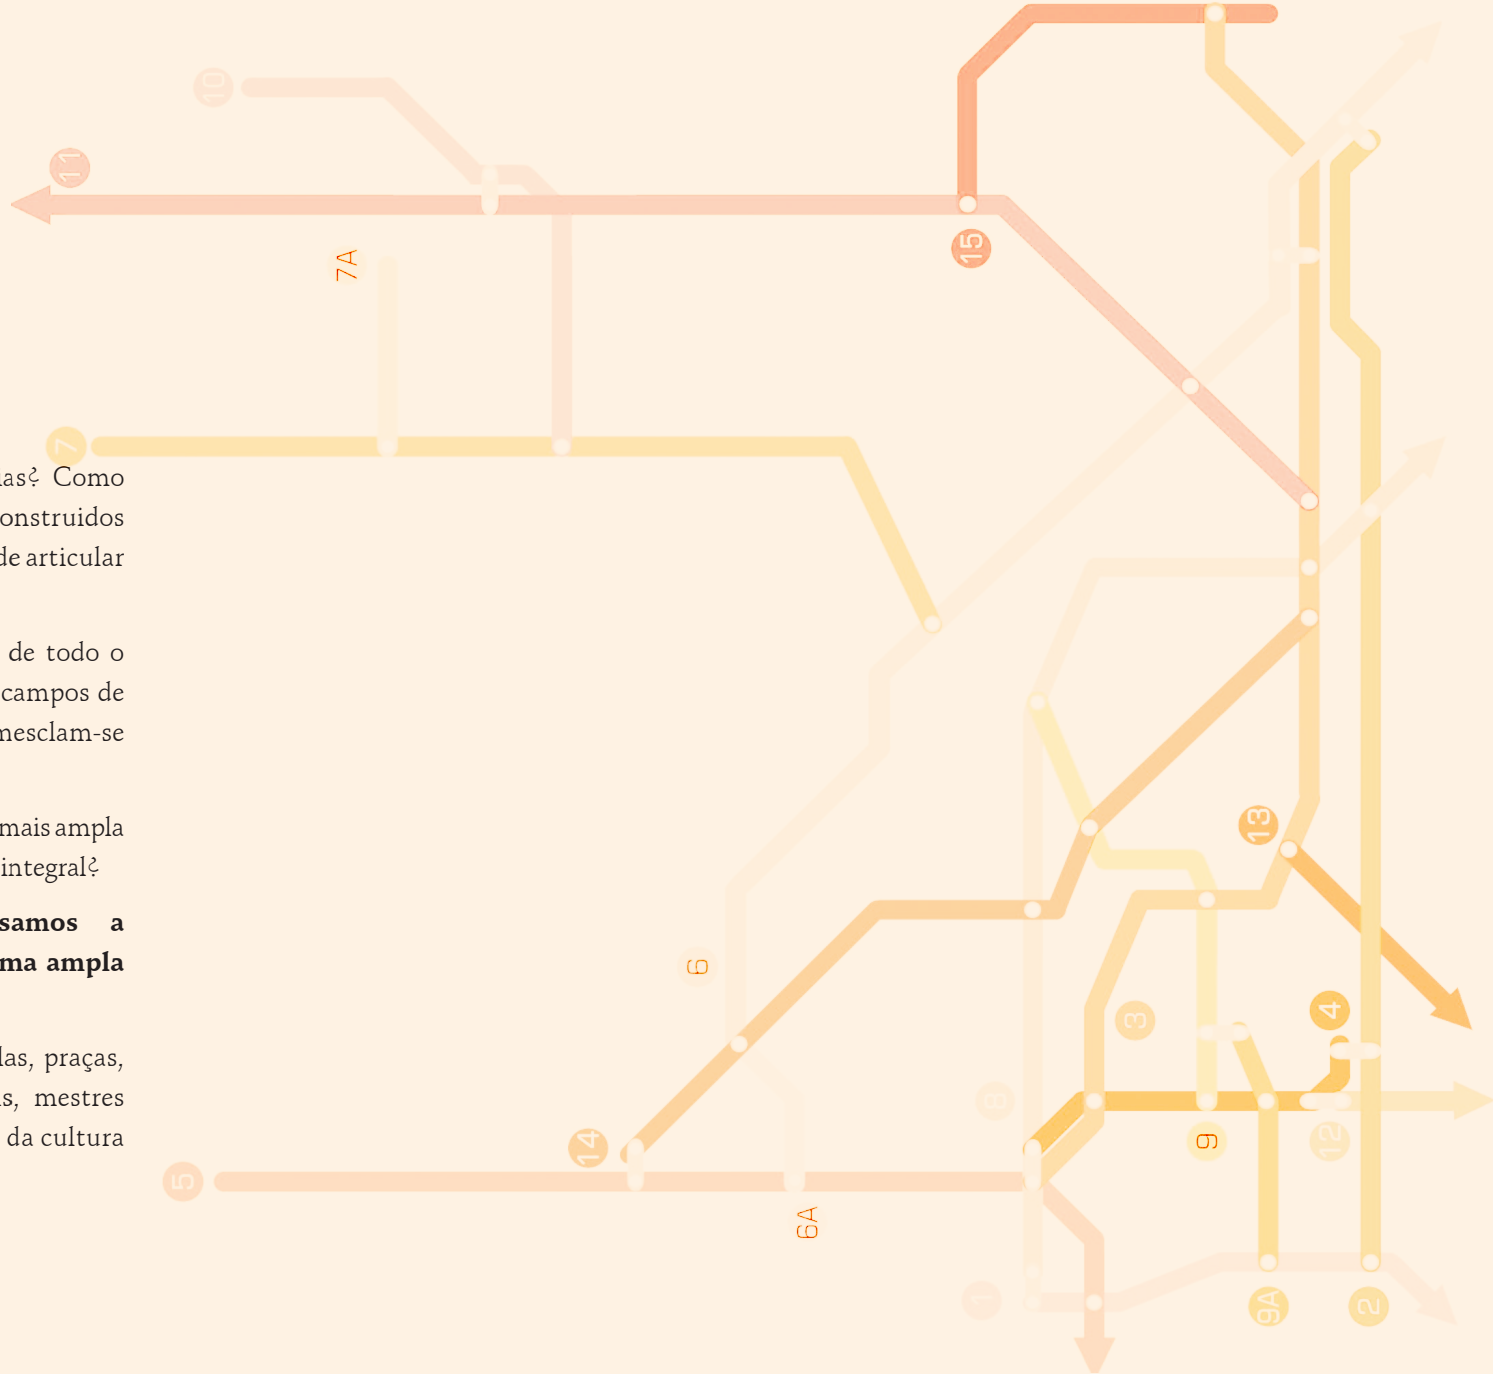 10
11
15
7A
7
Como
onstruidos
de articular
de todo o
campos de
mesclam-se
mais ampla
integral?
samos a
ma ampla
las, praças,
s, mestres
da cultura
13
6
3
4
8
14
9
12
5
6A
1
9A
2